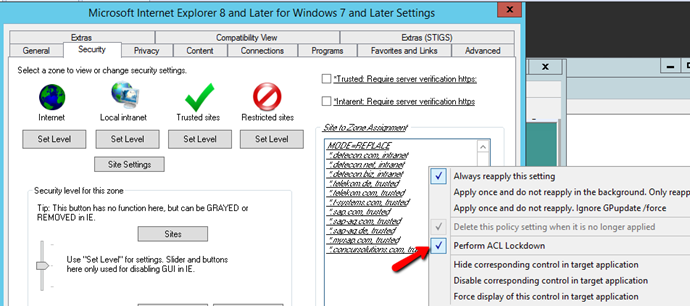 Microsoft Internet Explorer 8 and Later for Windows 7 and Later Settings
X
Extras
Compatibility View
Extras (STIGS)
General
Security
Privacy
Content
Connections
Programs
Favorites and Links
Advanced
Select a zone to view or change security settings.
Internet
Local intranet
Trusted sites
Restricted sites
Set Level
Set Level
Set Level
Set Level
Site Settings
*Trusted: Require server verification https:
*Intarent: Require server verification https
Site to Zone Assignment
MODE=REPLACE
*.detecon.com, intranet
*.detecon.net, intranet
*.detecon.biz, intranet
*.telekom.de, trusted
*.telekom.com, trusted
*.t-systems.com, trusted
*.sap.com, trusted
*.sap-ag.com, trusted
*.sap-ag.de, trusted
*.mysap.com, trusted
*.concursolutions.com, tru
Security level for this zone
Tip: This button has no function here, but can be GRAYED or
REMOVED in IE.
Sites
Use "Set Level" for settings. Slider and buttons
here only used for disabling GUI in IE.
Always reapply this setting
Apply once and do not reapply in the background. Only reapp
Apply once and do not reapply. Ignore GPupdate /force
Delete this policy setting when it is no longer applied
Perform ACL Lockdown
Hide corresponding control in target application
Disable corresponding control in target application
Force display of this control in target application